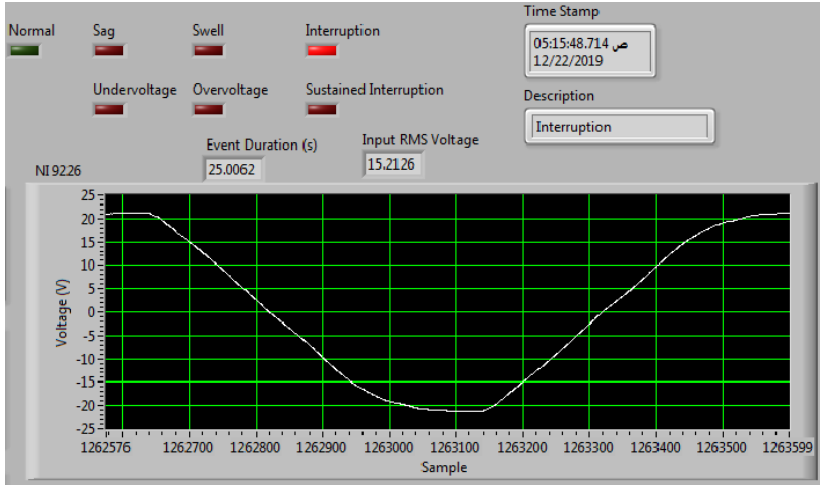 Time Stamp
Normal Sag Swell Interruption
05:15:48.714 ص
12/22/2019
Undervoltage Overvoltage Sustained Interruption
Description
Interruption
Event Duration (s) Input RMS Voltage
25.0062 15.2126
NI 9226
25
20
15
10
5
0
-5
-10
-15
-20
-25
Voltage (V)
1262576 1262700 1262800 1262900 1263000 1263100 1263200 1263300 1263400 1263500 1263599
Sample